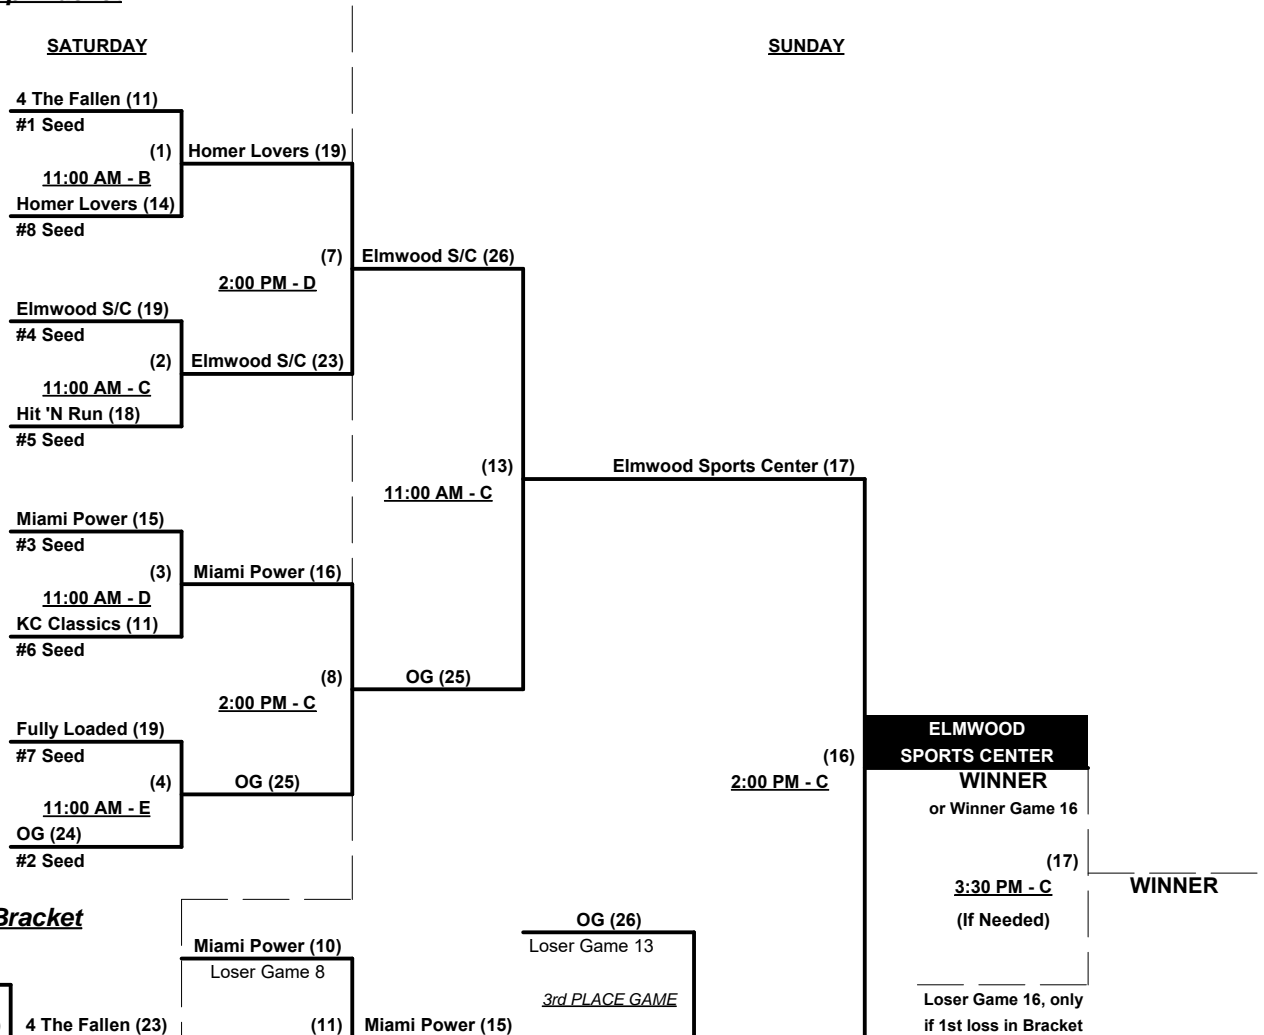 SATURDAY
SUNDAY
4 The Fallen (11)
#1 Seed
(1)
Homer Lovers (19)
11:00 AM - B
Homer Lovers (14)
#8 Seed
(7)
Elmwood S/C (26)
2:00 PM - D
Elmwood S/C (19)
#4 Seed
(2)
Elmwood S/C (23)
11:00 AM - C
Hit 'N Run (18)
#5 Seed
(13)
Elmwood Sports Center (17)
11:00 AM - C
Miami Power (15)
#3 Seed
(3)
Miami Power (16)
11:00 AM - D
KC Classics (11)
#6 Seed
(8)
OG (25)
2:00 PM - C
Fully Loaded (19)
#7 Seed
(4)
OG (25)
11:00 AM - E
OG (24)
#2 Seed
(16)
2:00 PM - C
ELMWOOD
SPORTS CENTER
WINNER
or Winner Game 16
(17)
3:30 PM - C
WINNER
(If Needed)
Bracket
OG (26)
Loser Game 13
Miami Power (10)
Loser Game 8
3rd PLACE GAME
Loser Game 16, only
if 1st loss in Bracket
4 The Fallen (23)
(11)
Miami Power (15)